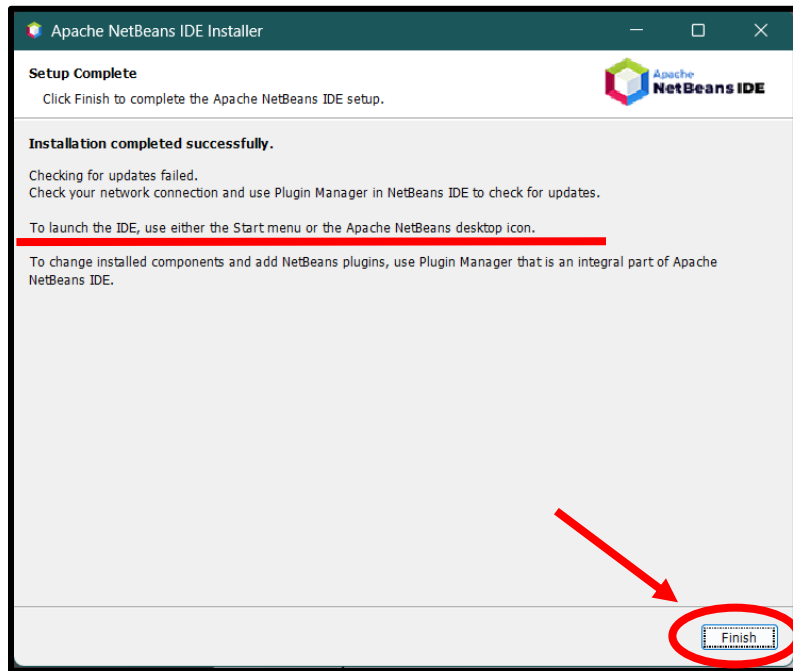 Apache NetBeans IDE Installer
Setup Complete
Click Finish to complete the Apache NetBeans IDE setup.
Apache
NetBeans IDE
Installation completed successfully.
Checking for updates failed.
Check your network connection and use Plugin Manager in NetBeans IDE to check for updates.
To launch the IDE, use either the Start menu or the Apache NetBeans desktop icon.
To change installed components and add NetBeans plugins, use Plugin Manager that is an integral part of Apache
NetBeans IDE.
Finish